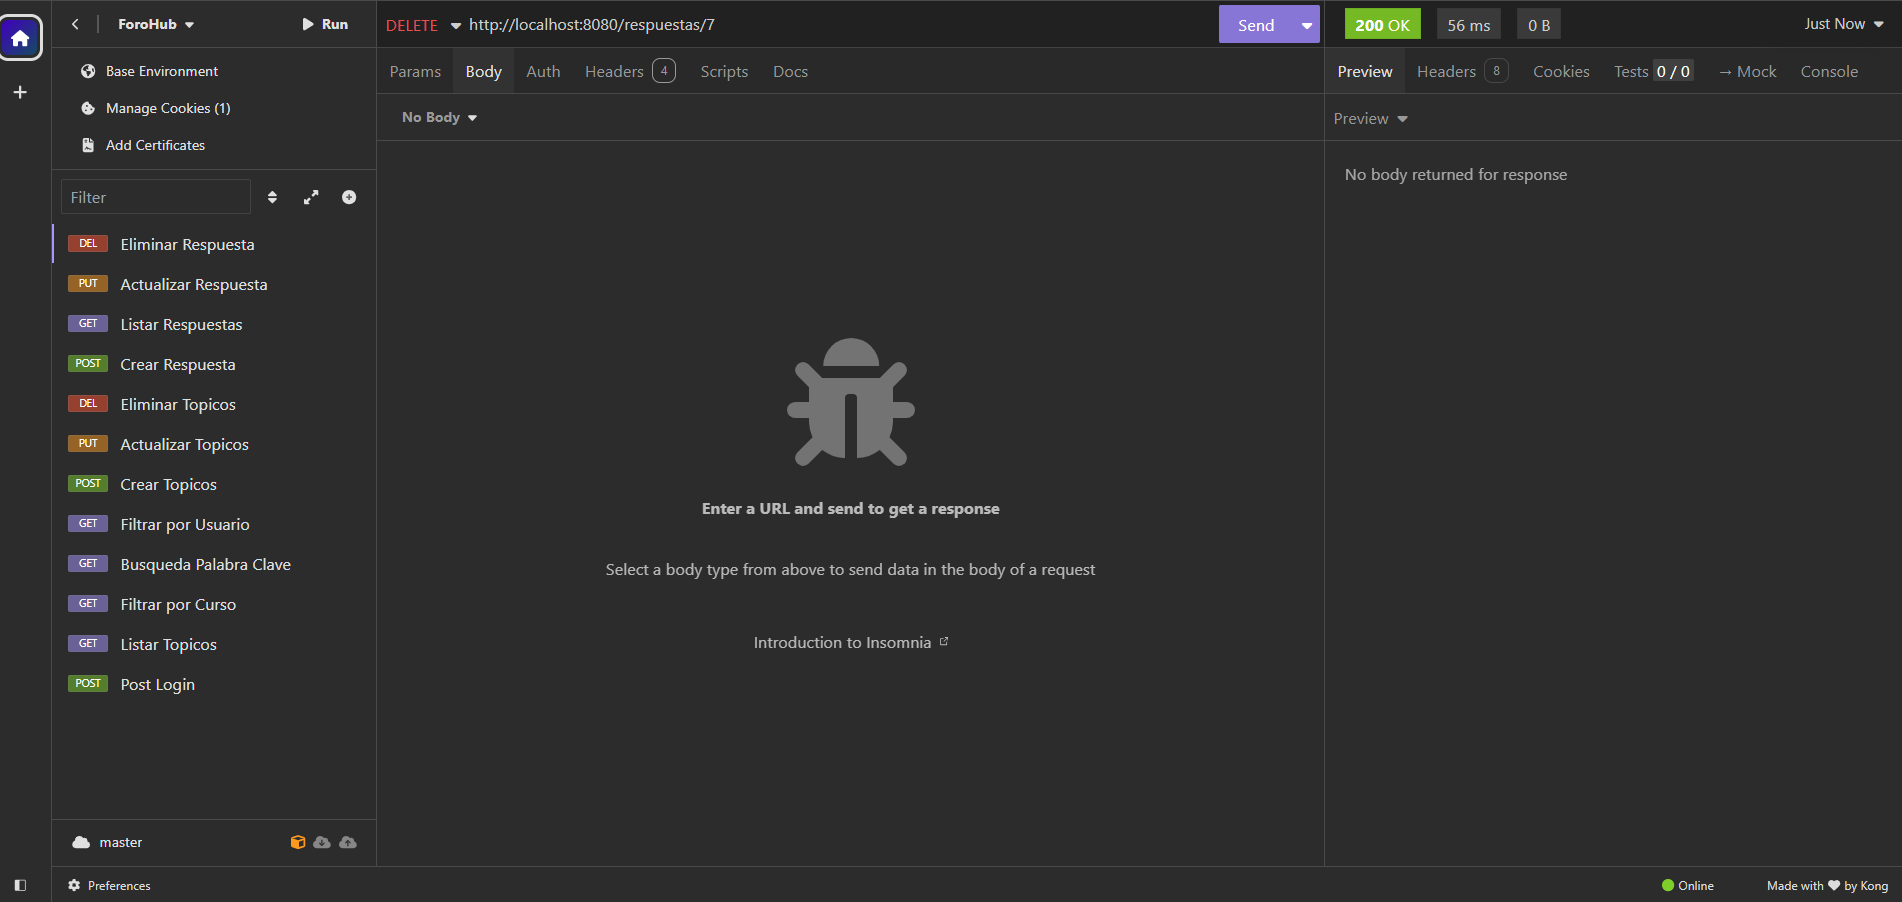 ForoHub
Run
DELETE
http://localhost:8080/respuestas/7
Send
200 OK
56 ms
0 B
Just Now
Base Environment
Manage Cookies (1)
Add Certificates
Params
Body
Auth
Headers 4
Scripts
Docs
Preview
Headers 8
Cookies
Tests 0 / 0
→ Mock
Console
No Body
Preview
No body returned for response
Filter
DEL Eliminar Respuesta
PUT Actualizar Respuesta
GET Listar Respuestas
POST Crear Respuesta
DEL Eliminar Topicos
PUT Actualizar Topicos
POST Crear Topicos
GET Filtrar por Usuario
GET Busqueda Palabra Clave
GET Filtrar por Curso
GET Listar Topicos
POST Post Login
Enter a URL and send to get a response
Select a body type from above to send data in the body of a request
Introduction to Insomnia
master
Preferences
Online
Made with ♥ by Kong